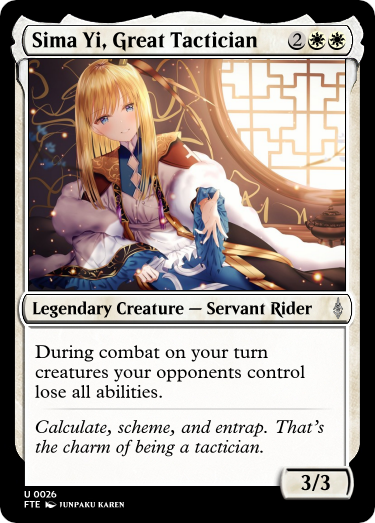 Sima Yi, Great Tactician 2
Legendary Creature — Servant Rider
During combat on your turn
creatures your opponents control
lose all abilities.
Calculate, scheme, and entrap. That's
the charm of being a tactician.
3/3
U 0026
FTE JUNPAKU KAREN